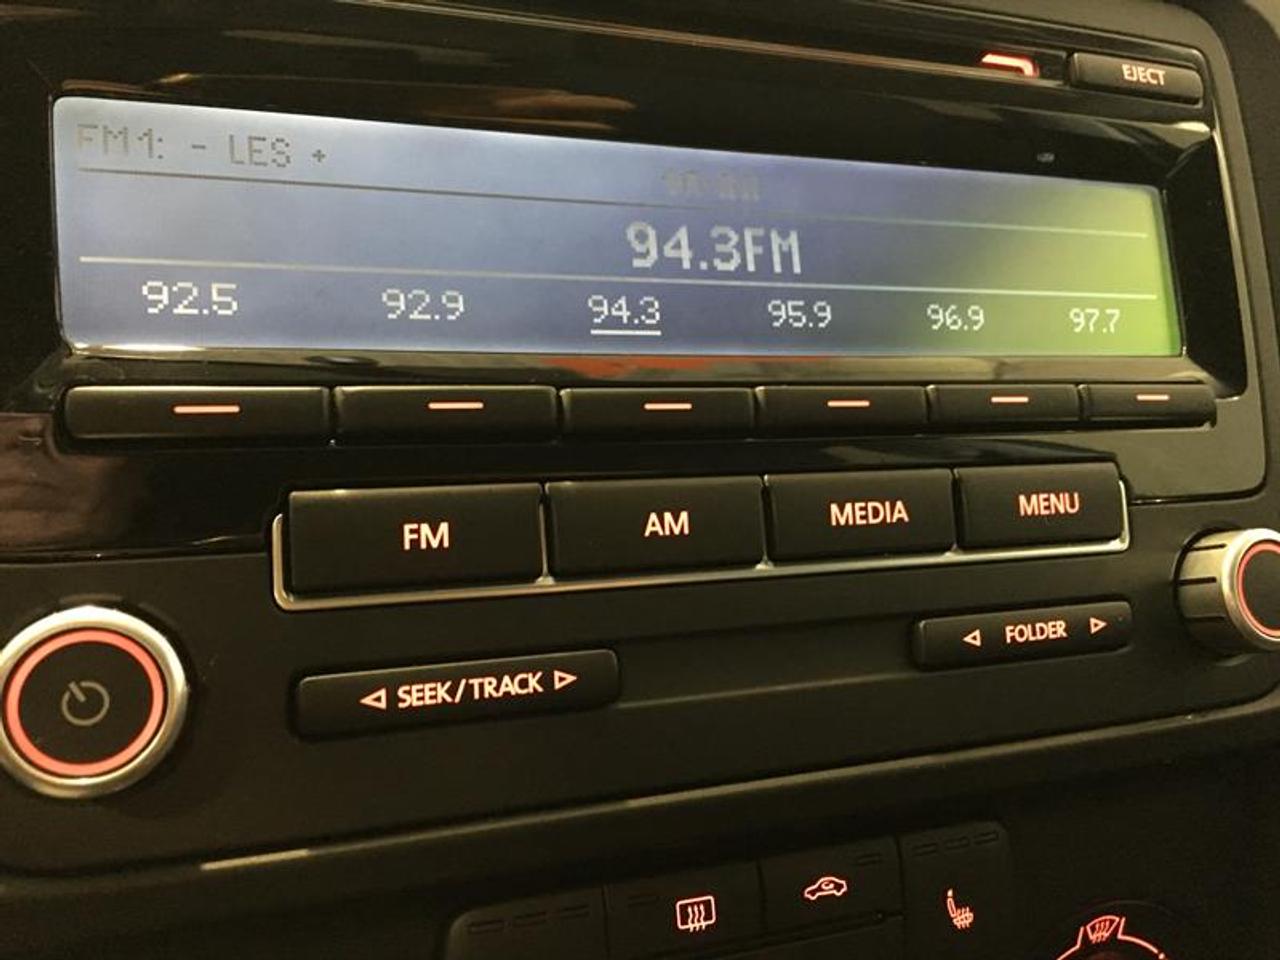 EJECT
FM1: - LES +
94.3FM
92.5 92.9 94.3 95.9 96.9 97.7
FM AM MEDIA MENU
FOLDER
SEEK/TRACK